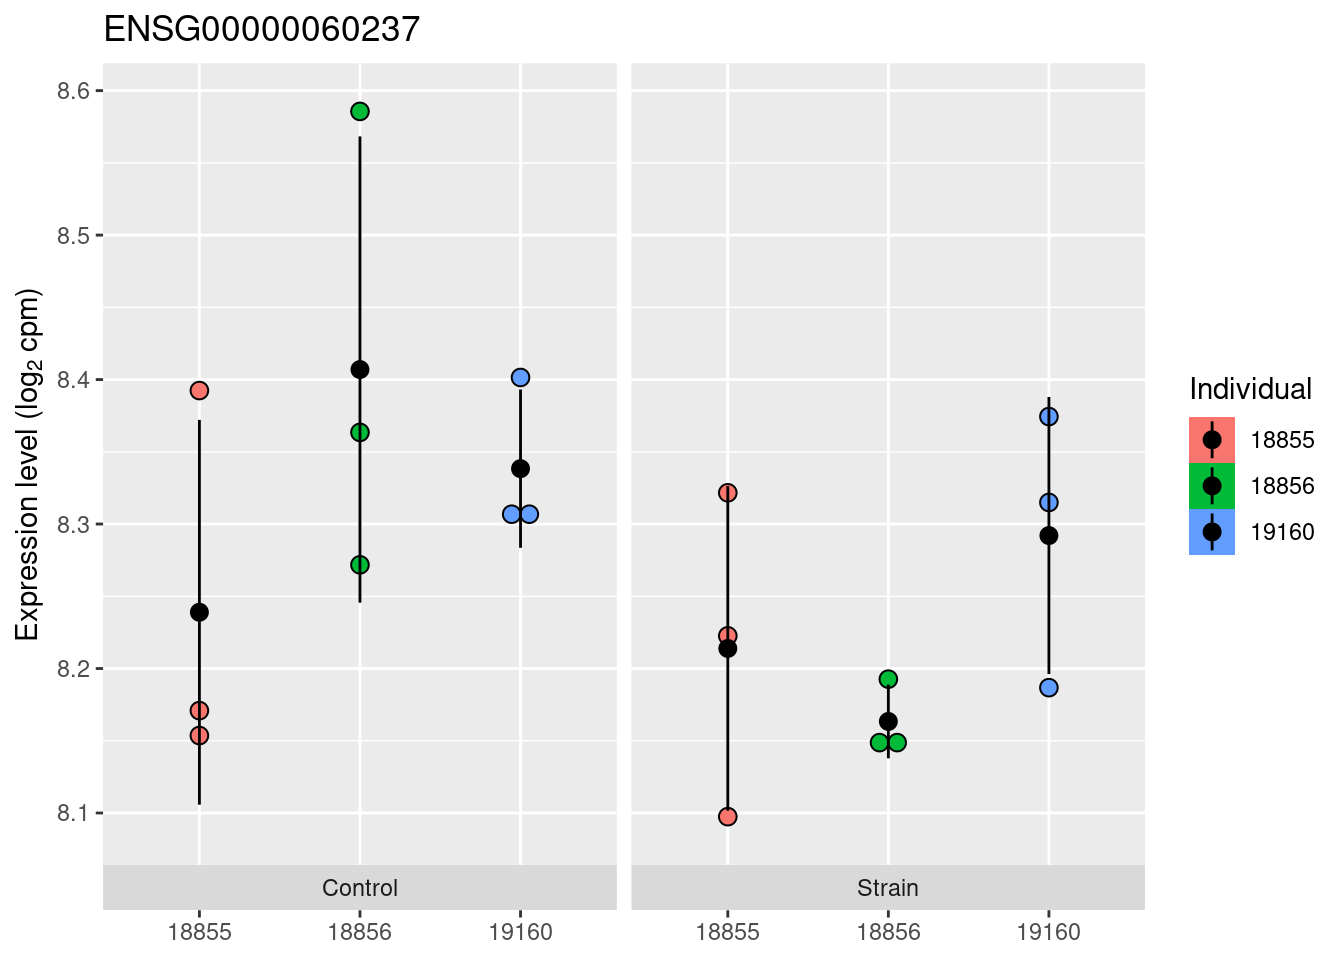 ENSG00000060237
Expression level (log₂ cpm)
8.6
8.5
8.4
8.3
8.2
8.1
Control
Strain
18855 18856 19160
18855 18856 19160
Individual
18855
18856
19160